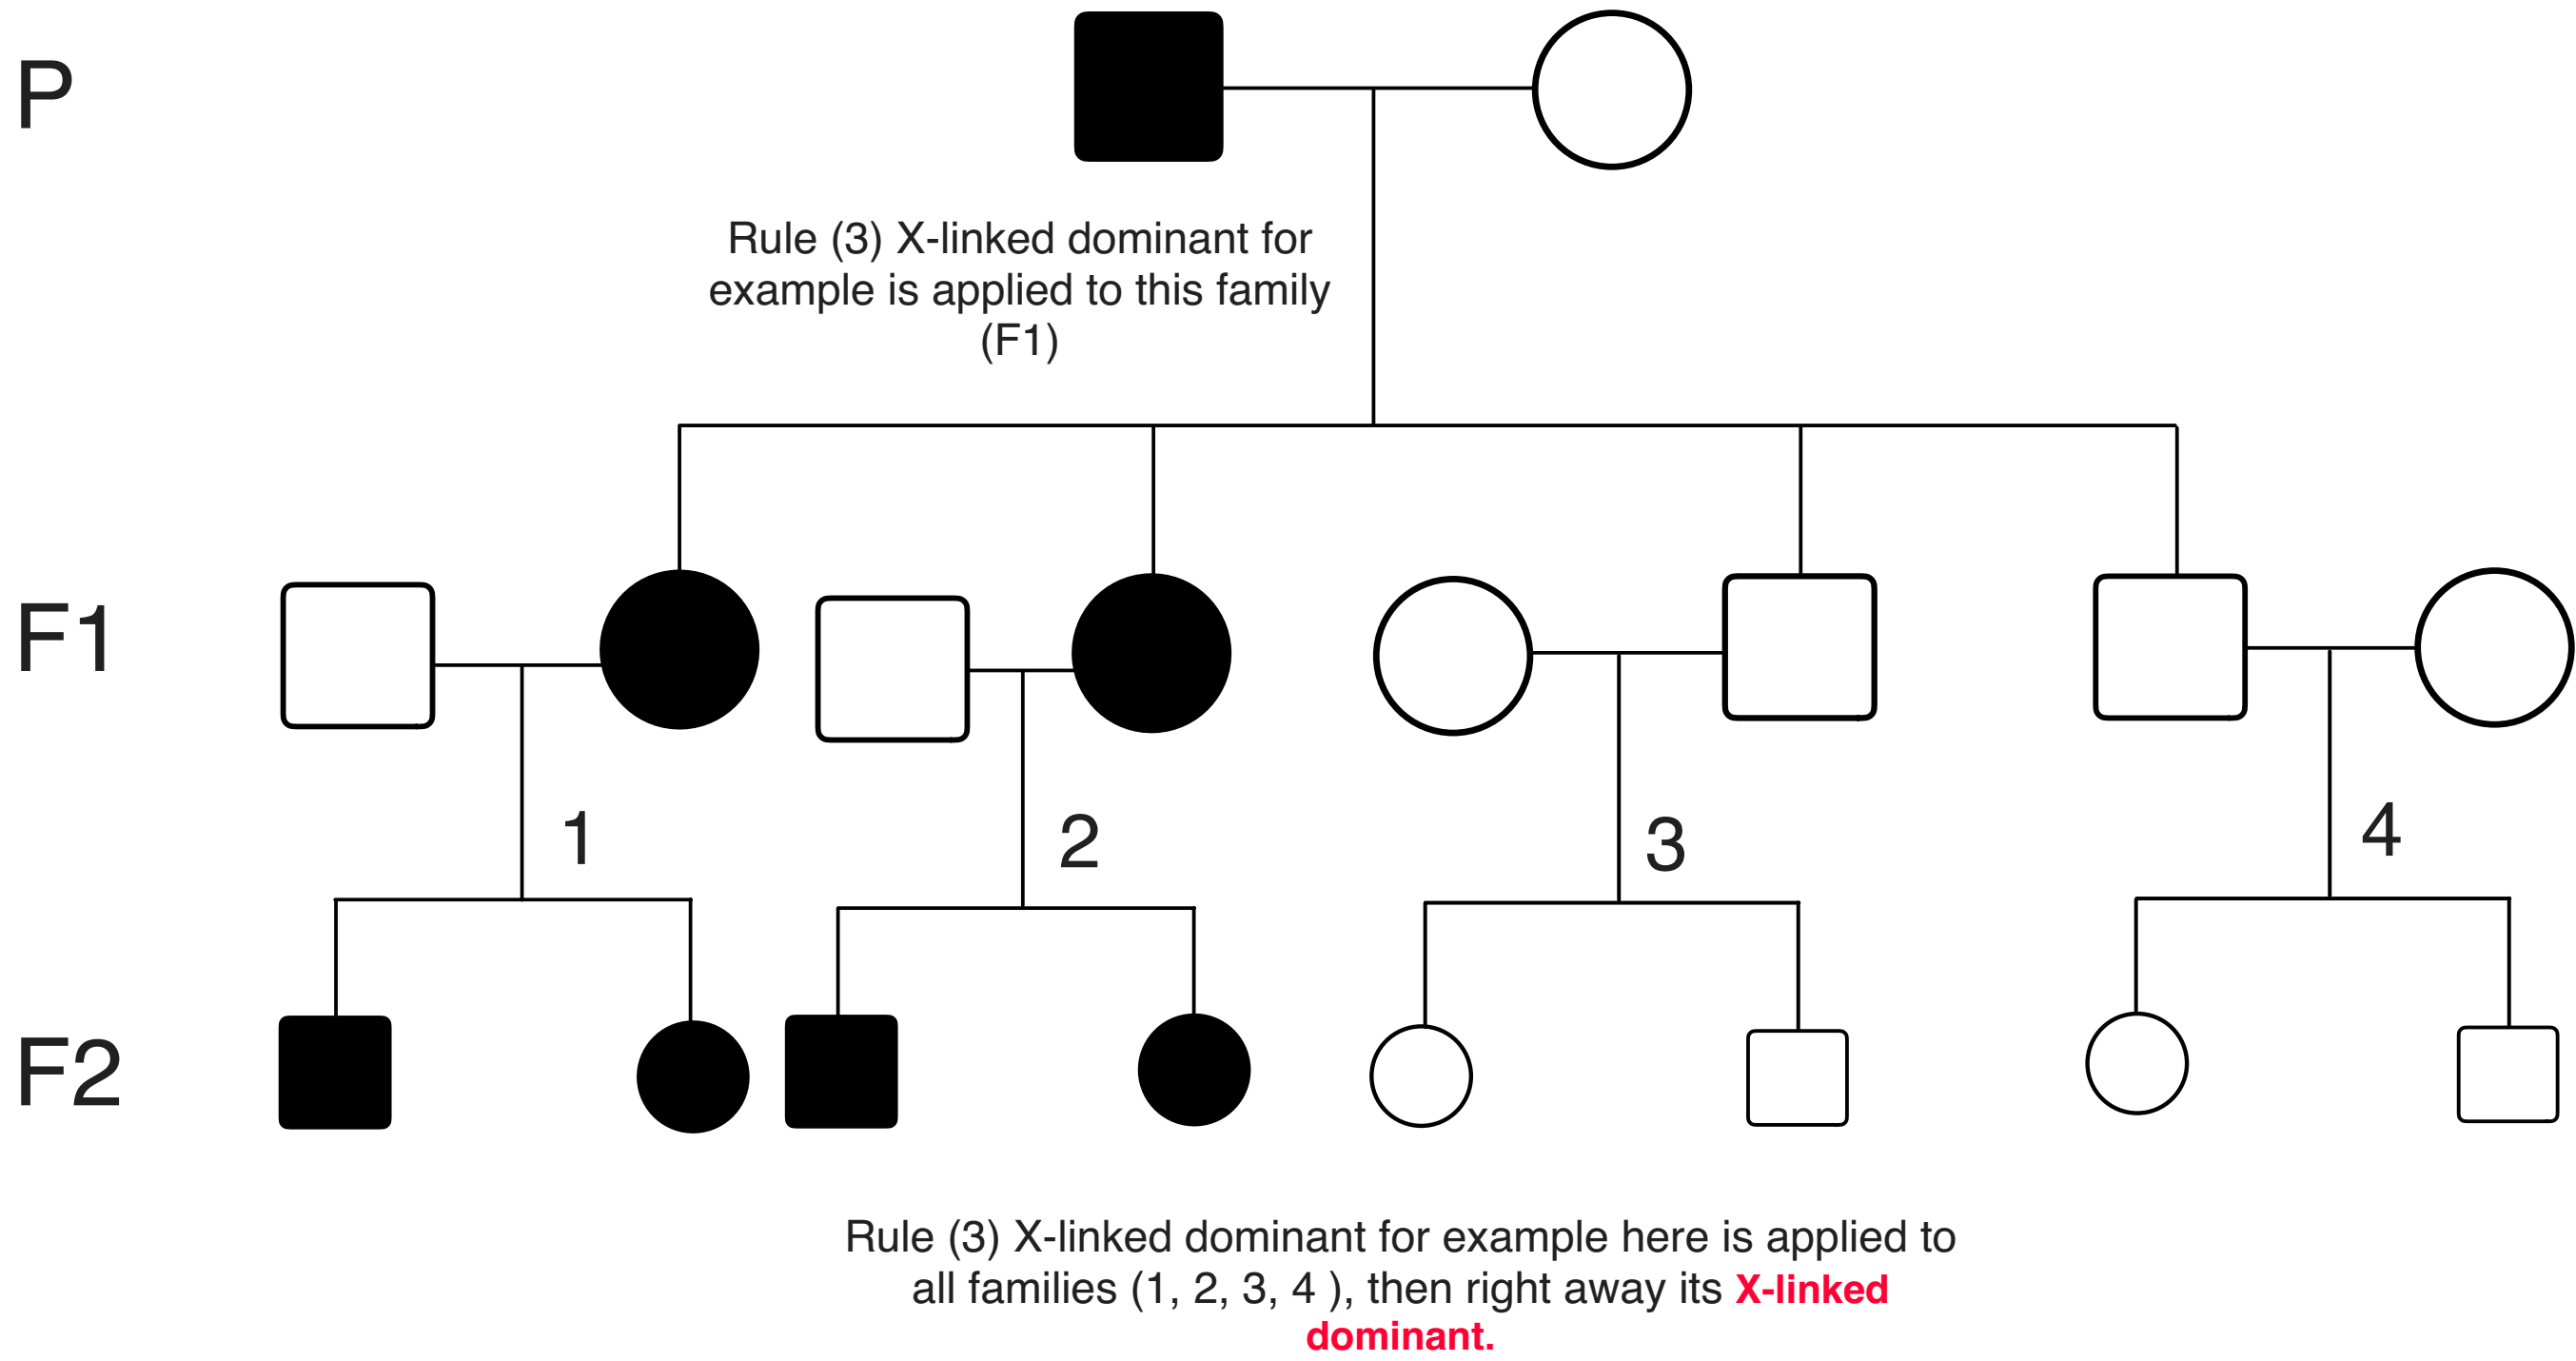 P
Rule (3) X-linked dominant for
example is applied to this family
(F1)
F1
1
2
3
4
F2
Rule (3) X-linked dominant for example here is applied to
all families (1, 2, 3, 4 ), then right away its X-linked
dominant.